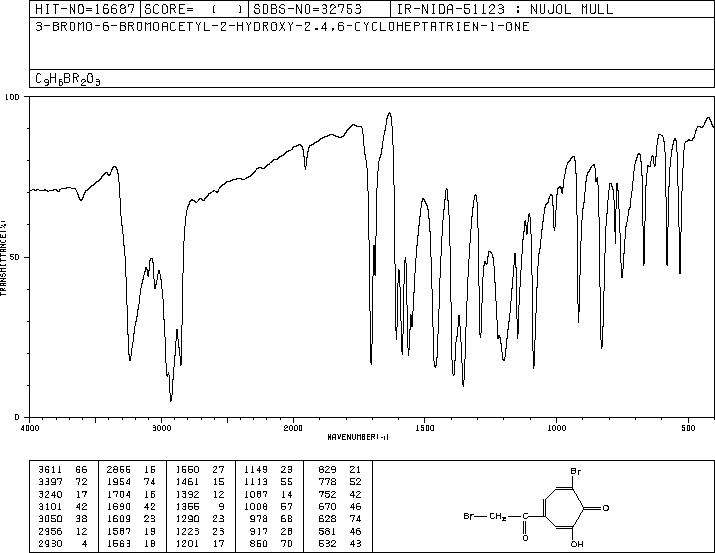 HIT-NO=16687 SCORE= ( ) SDBS-NO=32753 IR-NIDA-51123 : NUJOL MULL
3-BROMO-6-BROMOACETYL-2-HYDROXY-2,4,6-CYCLOHEPTATRIEN-1-ONE
C9H6BR2O3
100
50
0
TRANSMITTANCE(%)
4000 3000 2000 1500 1000 500
WAVENUMBER(-1)
3611 66 2866 16 1550 27 1149 23 829 21
3397 72 1954 74 1461 15 1113 55 778 52
3240 17 1704 16 1392 12 1087 14 752 42
3101 42 1690 42 1355 9 1008 57 670 46
3050 38 1609 23 1290 23 978 68 628 74
2956 12 1587 19 1223 23 917 28 581 46
2930 4 1563 18 1201 17 860 70 532 43
Br
Br CH2 C O
O OH